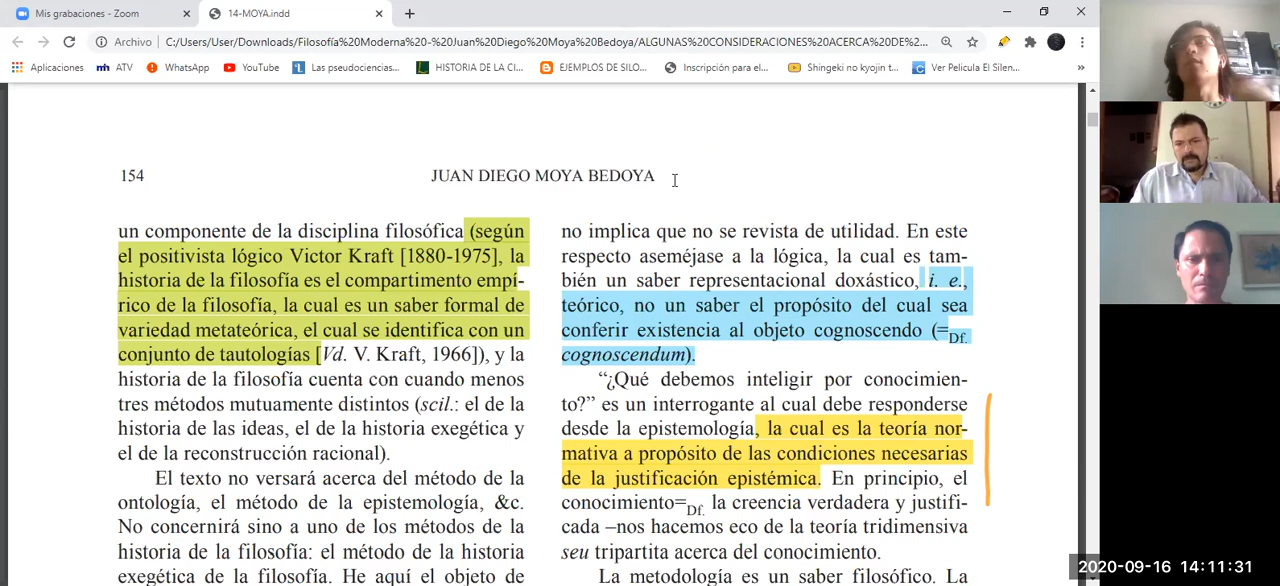 Mis grabaciones - Zoom
14-MOYA.indd
Archivo
C:/Users/User/Downloads/Filosofía%20Moderna%20-%20Juan%20Diego%20Moya%20Bedoya/ALGUNAS%20CONSIDERACIONES%20ACERCA%20DE%...
Aplicaciones
mh ATV
WhatsApp
YouTube
Las pseudociencias...
HISTORIA DE LA CI...
EJEMPLOS DE SILO...
Inscripción para el...
Shingeki no kyojin t...
Ver Pelicula El Silen...
»
154
JUAN DIEGO MOYA BEDOYA
un componente de la disciplina filosófica (según
el positivista lógico Victor Kraft [1880-1975], la
historia de la filosofía es el compartimento empí-
rico de la filosofía, la cual es un saber formal de
variedad metateórica, el cual se identifica con un
conjunto de tautologías [Vd. V. Kraft, 1966]), y la
historia de la filosofía cuenta con cuando menos
tres métodos mutuamente distintos (scil.: el de la
historia de las ideas, el de la historia exegética y
el de la reconstrucción racional).
El texto no versará acerca del método de la
ontología, el método de la epistemología, &c.
No concernirá sino a uno de los métodos de la
historia de la filosofía: el método de la historia
exegética de la filosofía. He aquí el objeto de
no implica que no se revista de utilidad. En este
respecto aseméjase a la lógica, la cual es tam-
bién un saber representacional doxástico, i. e.,
teórico, no un saber el propósito del cual sea
conferir existencia al objeto cognoscendo (=Df.
cognoscendum).
“¿Qué debemos inteligir por conocimien-
to?” es un interrogante al cual debe responderse
desde la epistemología, la cual es la teoría nor-
mativa a propósito de las condiciones necesarias
de la justificación epistémica. En principio, el
conocimiento=Df. la creencia verdadera y justifi-
cada –nos hacemos eco de la teoría tridimensiva
seu tripartita acerca del conocimiento.
La metodología es un saber filosófico. La
2020-09-16 14:11:31